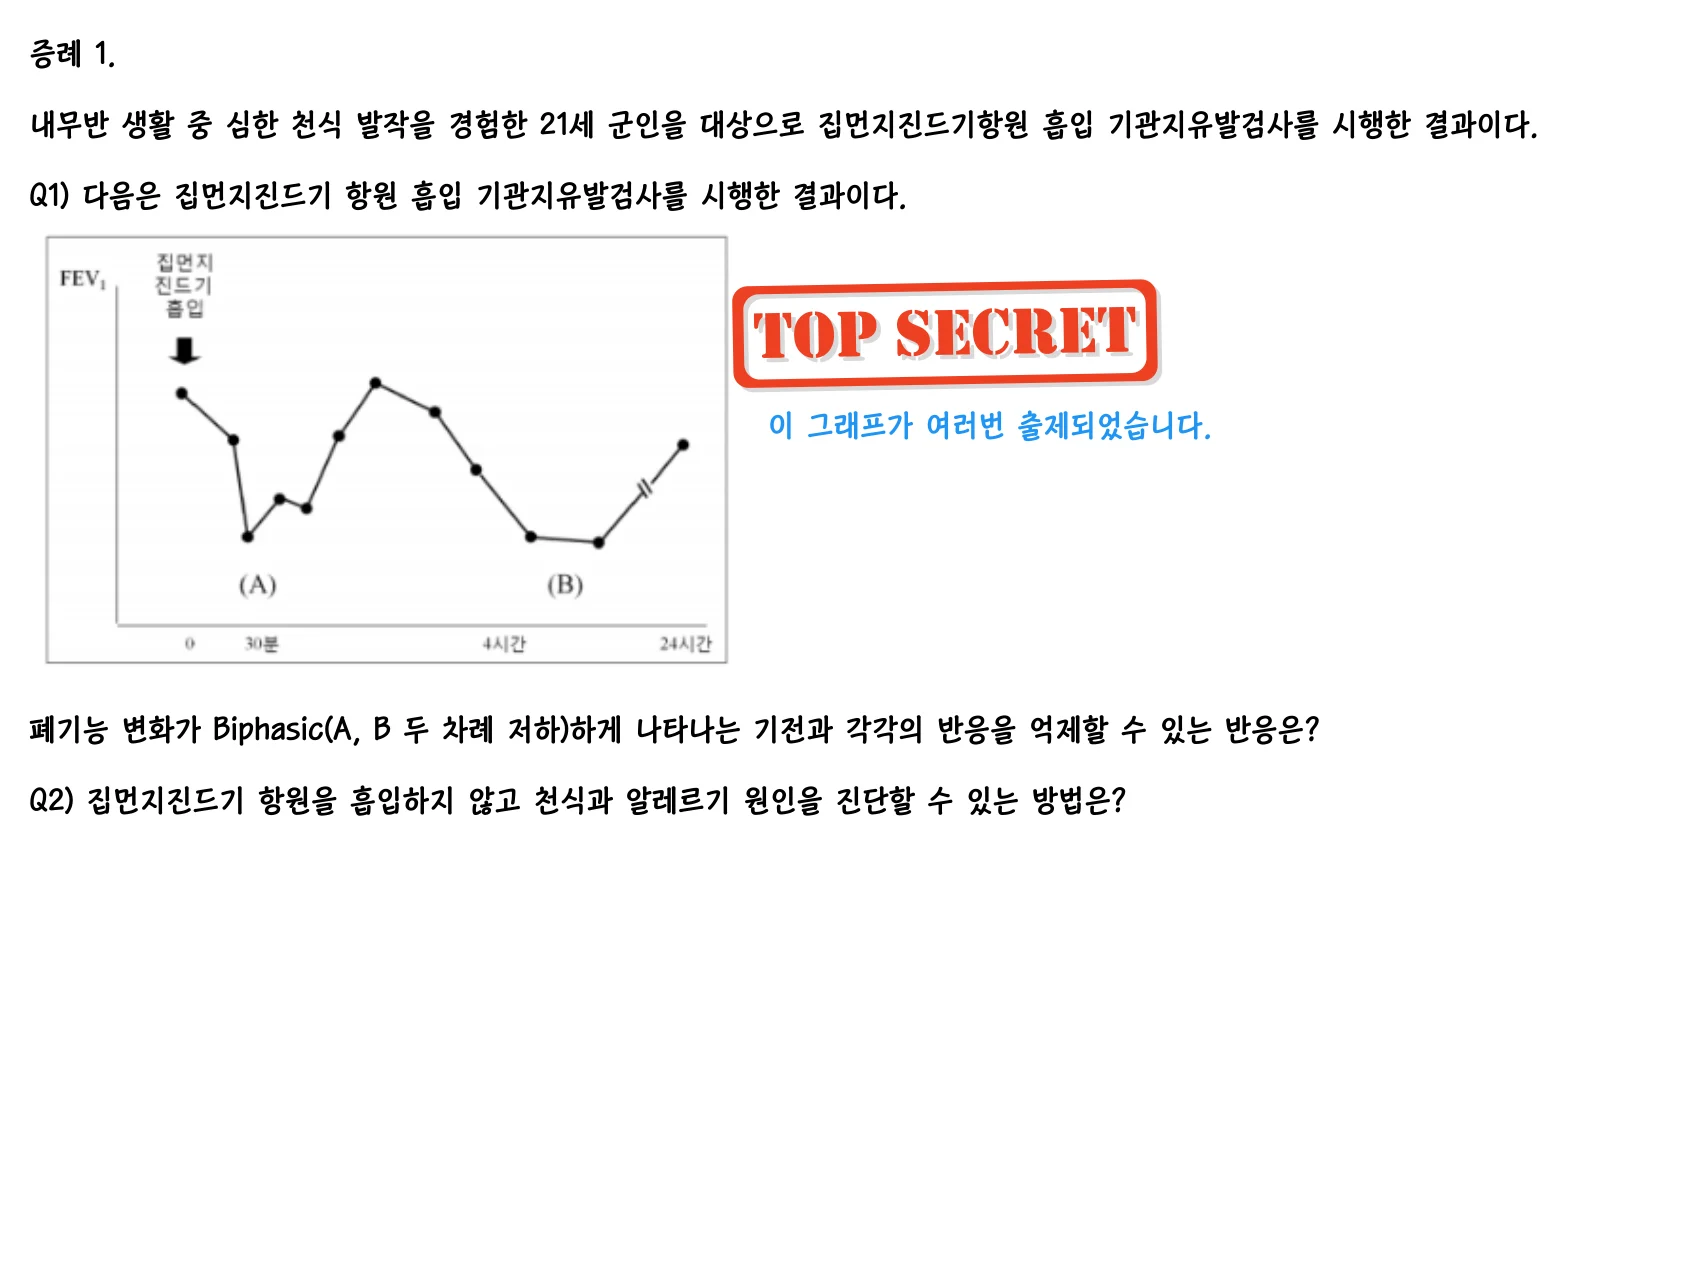 증례 1.
내무반 생활 중 심한 천식 발작을 경험한 21세 군인을 대상으로 집먼지진드기항원 흡입 기관지유발검사를 시행한 결과이다.
Q1) 다음은 집먼지진드기 항원 흡입 기관지유발검사를 시행한 결과이다.
FEV₁
집먼지
진드기
흡입
TOP SECRET
이 그래프가 여러번 출제되었습니다.
(A) (B)
0 30분 4시간 24시간
폐기능 변화가 Biphasic(A, B 두 차례 저하)하게 나타나는 기전과 각각의 반응을 억제할 수 있는 반응은?
Q2) 집먼지진드기 항원을 흡입하지 않고 천식과 알레르기 원인을 진단할 수 있는 방법은?